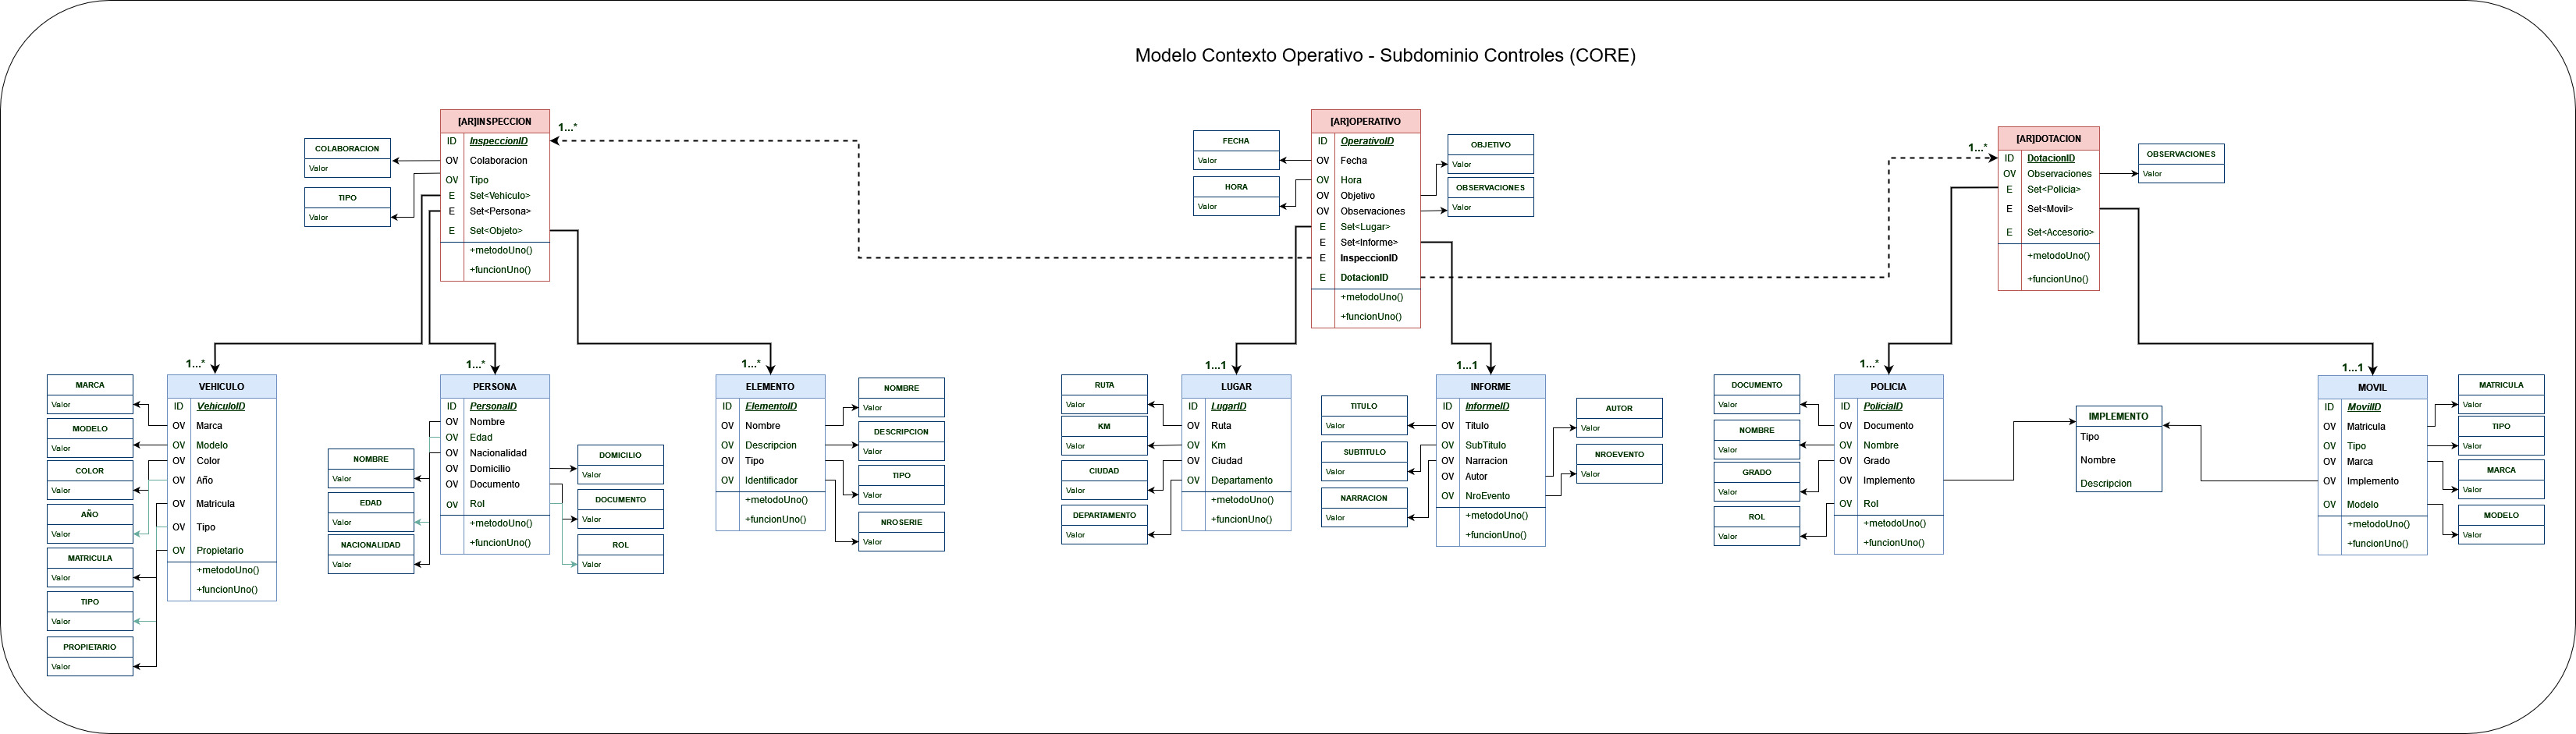 Modelo Contexto Operativo - Subdominio Controles (CORE)
COLABORACION
Valor
TIPO
Valor
[AR]INSPECCION
ID InspeccionID
OV Colaboracion
OV Tipo
E Set<Vehiculo>
E Set<Persona>
E Set<Objeto>
+metodoUno()
+funcionUno()
1...*
FECHA
Valor
HORA
Valor
[AR]OPERATIVO
ID OperativoID
OV Fecha
OV Hora
OV Objetivo
OV Observaciones
E Set<Lugar>
E Set<Informe>
E InspeccionID
E DotacionID
+metodoUno()
+funcionUno()
OBJETIVO
Valor
OBSERVACIONES
Valor
1...*
[AR]DOTACION
ID DotacionID
OV Observaciones
E Set<Policia>
E Set<Movil>
E Set<Accesorio>
+metodoUno()
+funcionUno()
OBSERVACIONES
Valor
1...*
1...*
1...*
1...1
1...1
1...*
1...1
MARCA
Valor
MODELO
Valor
COLOR
Valor
AÑO
Valor
MATRICULA
Valor
TIPO
Valor
PROPIETARIO
Valor
VEHICULO
ID VehiculoID
OV Marca
OV Modelo
OV Color
OV Año
OV Matricula
OV Tipo
OV Propietario
+metodoUno()
+funcionUno()
NOMBRE
Valor
EDAD
Valor
NACIONALIDAD
Valor
PERSONA
ID PersonaID
OV Nombre
OV Edad
OV Nacionalidad
OV Domicilio
OV Documento
OV Rol
+metodoUno()
+funcionUno()
DOMICILIO
Valor
DOCUMENTO
Valor
ROL
Valor
ELEMENTO
ID ElementoID
OV Nombre
OV Descripcion
OV Tipo
OV Identificador
+metodoUno()
+funcionUno()
NOMBRE
Valor
DESCRIPCION
Valor
TIPO
Valor
NROSERIE
Valor
RUTA
Valor
KM
Valor
CIUDAD
Valor
DEPARTAMENTO
Valor
LUGAR
ID LugarID
OV Ruta
OV Km
OV Ciudad
OV Departamento
+metodoUno()
+funcionUno()
TITULO
Valor
SUBTITULO
Valor
NARRACION
Valor
INFORME
ID InformeID
OV Titulo
OV SubTitulo
OV Narracion
OV Autor
OV NroEvento
+metodoUno()
+funcionUno()
AUTOR
Valor
NROEVENTO
Valor
DOCUMENTO
Valor
NOMBRE
Valor
GRADO
Valor
ROL
Valor
POLICIA
ID PoliciaID
OV Documento
OV Nombre
OV Grado
OV Implemento
OV Rol
+metodoUno()
+funcionUno()
IMPLEMENTO
Tipo
Nombre
Descripcion
MOVIL
ID MovilID
OV Matricula
OV Tipo
OV Marca
OV Implemento
OV Modelo
+metodoUno()
+funcionUno()
MATRICULA
Valor
TIPO
Valor
MARCA
Valor
MODELO
Valor